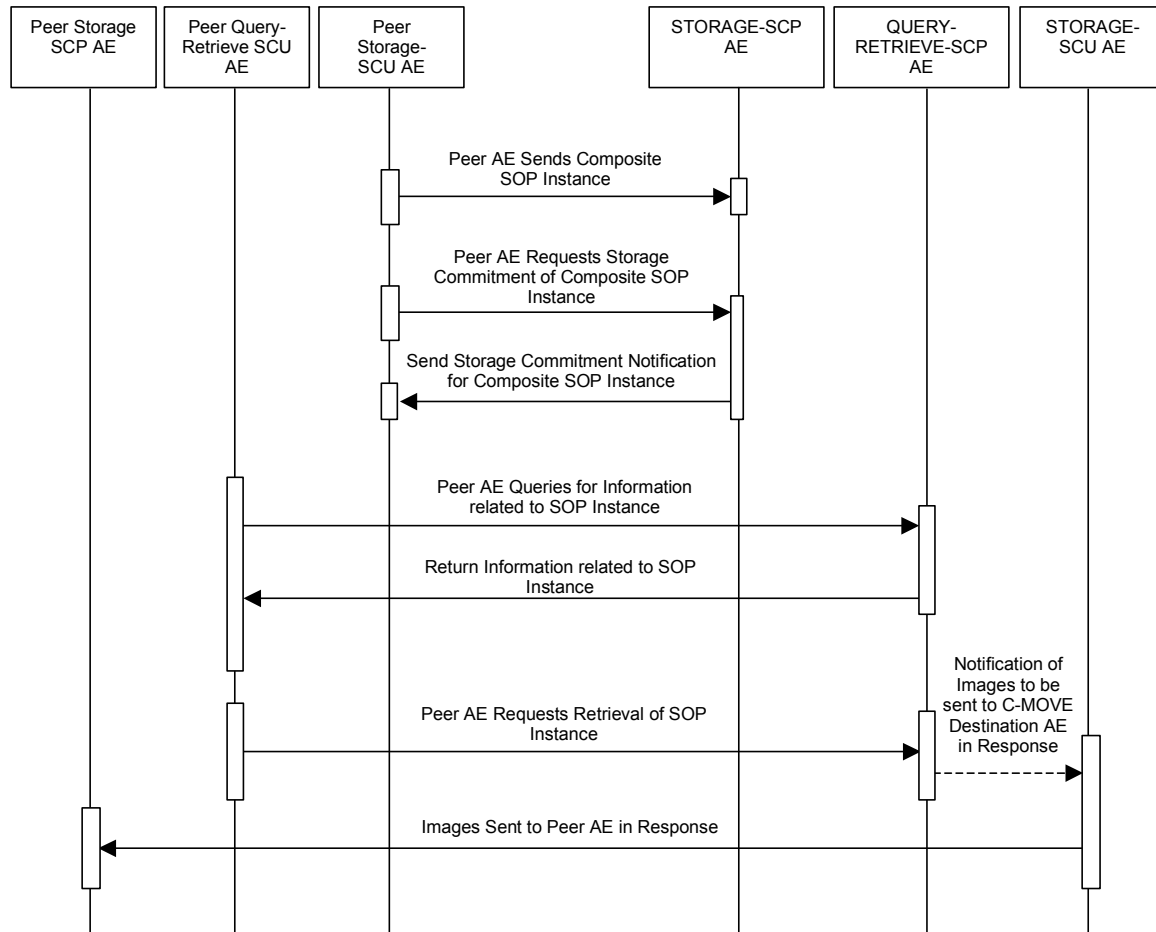 Peer Storage
SCP AE
Peer Query-
Retrieve SCU
AE
Peer
Storage-
SCU AE
STORAGE-SCP
AE
QUERY-
RETRIEVE-SCP
AE
STORAGE-
SCU AE
Peer AE Sends Composite
SOP Instance
Peer AE Requests Storage
Commitment of Composite SOP
Instance
Send Storage Commitment Notification
for Composite SOP Instance
Peer AE Queries for Information
related to SOP Instance
Return Information related to SOP
Instance
Notification of
Images to be
sent to C-MOVE
Destination AE
in Response
Peer AE Requests Retrieval of SOP
Instance
Images Sent to Peer AE in Response